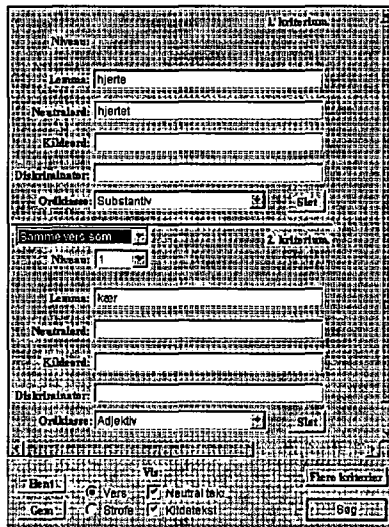 1. kriterium.
Niveau:
Lemma: hjerte
Neutralord: hjertet
Kildeord:
Diskriminator:
Ordklasse: Substantiv Slet
Samme vers som
2. kriterium.
Niveau: 1
Lemma: kær
Neutralord:
Kildeord:
Diskriminator:
Ordklasse: Adjektiv Slet
Vis:
Hent Vers Neutral tekst Flere kriterier
Gem Strofe Kildetekst Søg